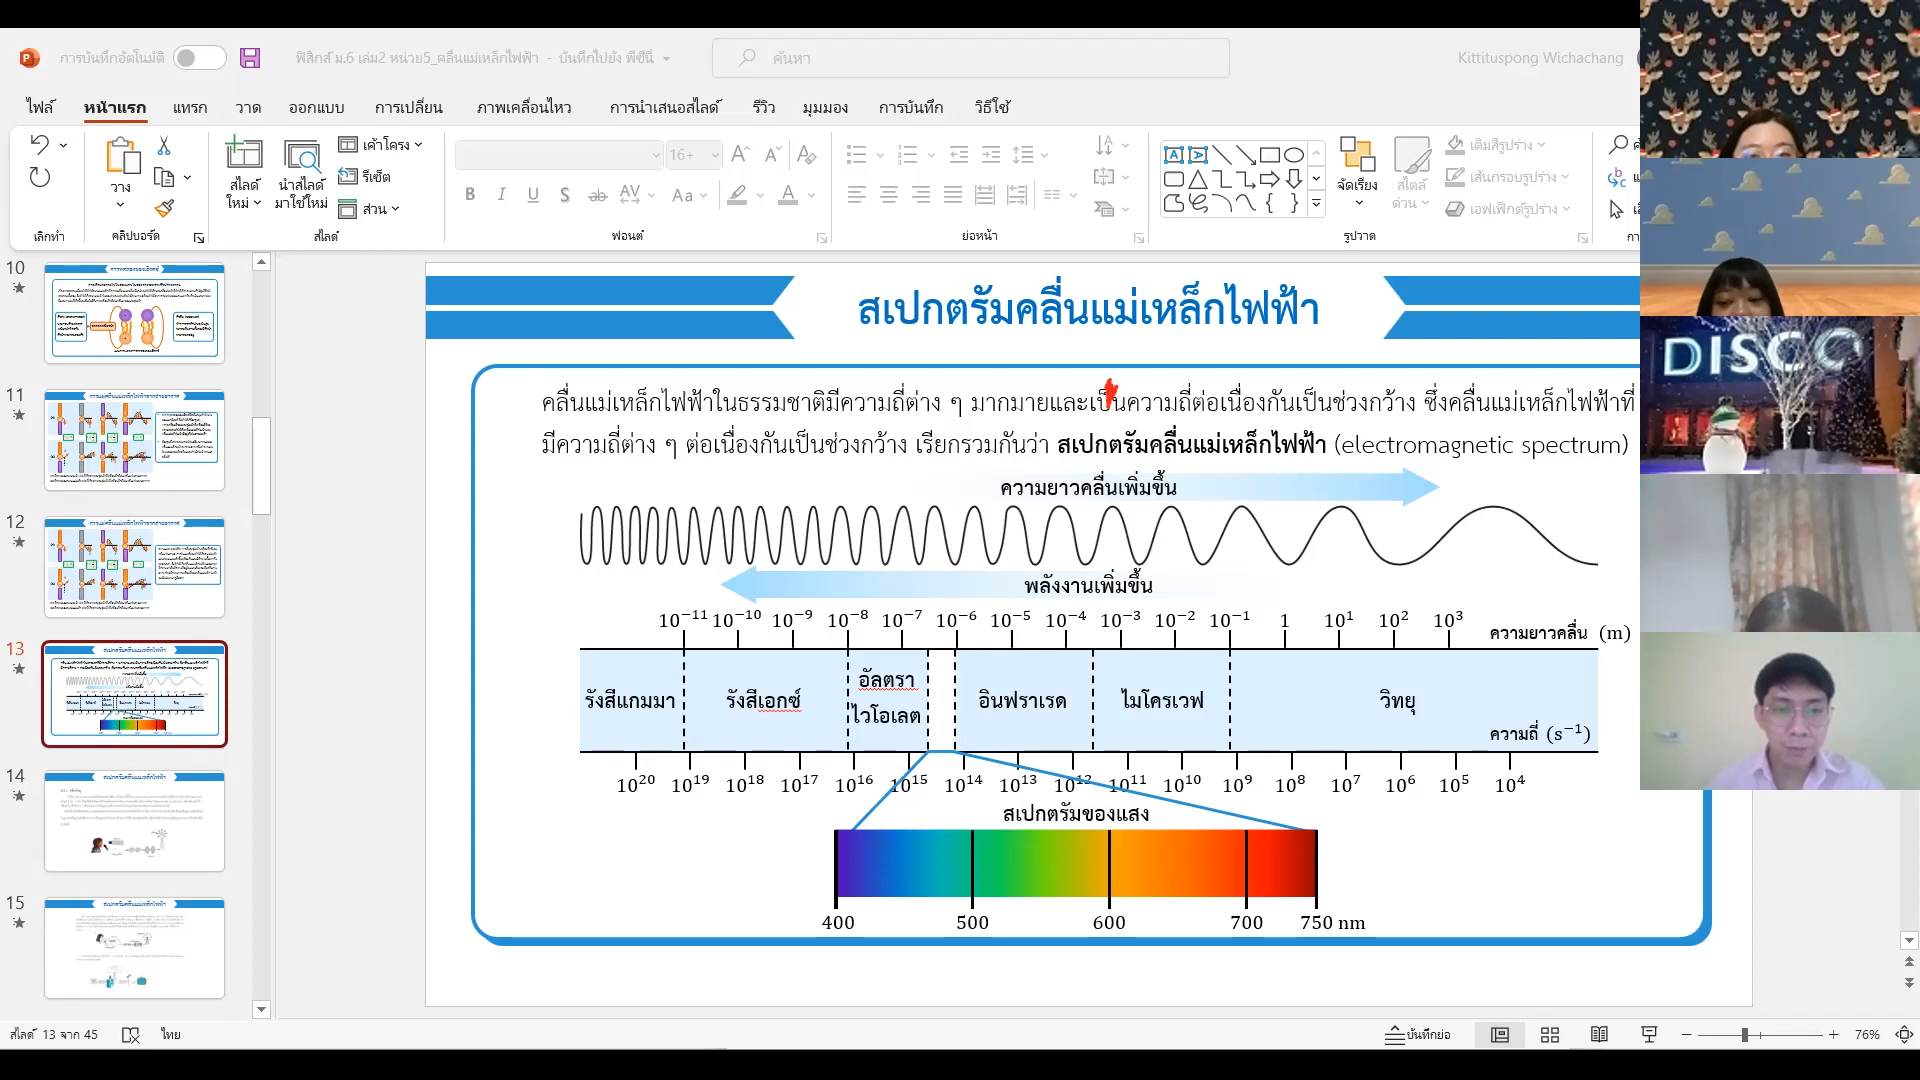 การบันทึกอัตโนมัติ
ฟิสิกส์ ม.6 เล่ม2 หน่วย5_คลื่นแม่เหล็กไฟฟ้า - บันทึกไปยัง พีซีนี้
ค้นหา
Kittituspong Wichachang
ไฟล์ หน้าแรก แทรก วาด ออกแบบ การเปลี่ยน ภาพเคลื่อนไหว การนำเสนอสไลด์ รีวิว มุมมอง การบันทึก วิธีใช้
เลิกทำ
วาง
คลิปบอร์ด
สไลด์ใหม่
นำสไลด์มาใช้ใหม่
เค้าโครง
รีเซ็ต
ส่วน
สไลด์
16+
ฟอนต์
ย่อหน้า
จัดเรียง
สไตล์ด่วน
เติมสีรูปร่าง
เส้นกรอบรูปร่าง
เอฟเฟ็กต์รูปร่าง
รูปวาด
10
11
12
13
14
15
สเปกตรัมคลื่นแม่เหล็กไฟฟ้า
คลื่นแม่เหล็กไฟฟ้าในธรรมชาติมีความถี่ต่าง ๆ มากมายและเป็นความถี่ต่อเนื่องกันเป็นช่วงกว้าง ซึ่งคลื่นแม่เหล็กไฟฟ้าที่
มีความถี่ต่าง ๆ ต่อเนื่องกันเป็นช่วงกว้าง เรียกรวมกันว่า สเปกตรัมคลื่นแม่เหล็กไฟฟ้า (electromagnetic spectrum)
ความยาวคลื่นเพิ่มขึ้น
พลังงานเพิ่มขึ้น
10⁻¹¹ 10⁻¹⁰ 10⁻⁹ 10⁻⁸ 10⁻⁷ 10⁻⁶ 10⁻⁵ 10⁻⁴ 10⁻³ 10⁻² 10⁻¹ 1 10¹ 10² 10³ ความยาวคลื่น (m)
รังสีแกมมา รังสีเอกซ์ อัลตราไวโอเลต อินฟราเรด ไมโครเวฟ วิทยุ
ความถี่ (s⁻¹)
10²⁰ 10¹⁹ 10¹⁸ 10¹⁷ 10¹⁶ 10¹⁵ 10¹⁴ 10¹³ 10¹² 10¹¹ 10¹⁰ 10⁹ 10⁸ 10⁷ 10⁶ 10⁵ 10⁴
สเปกตรัมของแสง
400 500 600 700 750 nm
DISCO
สไลด์ 13 จาก 45 ไทย
บันทึกย่อ
76%